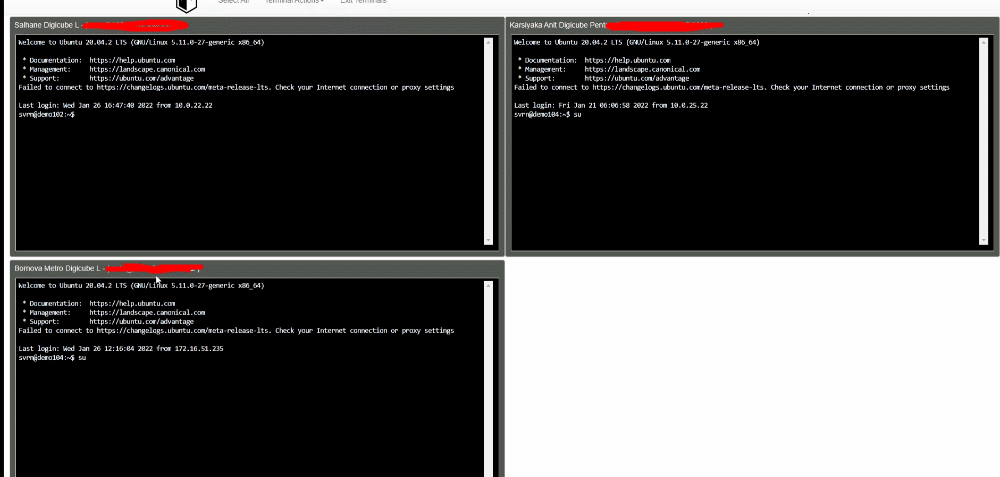 Select All Terminal Actions Exit Terminals
Salhane Digicube L -
Welcome to Ubuntu 20.04.2 LTS (GNU/Linux 5.11.0-27-generic x86_64)
* Documentation: https://help.ubuntu.com
* Management: https://landscape.canonical.com
* Support: https://ubuntu.com/advantage
Failed to connect to https://changelogs.ubuntu.com/meta-release-lts. Check your Internet connection or proxy settings
Last login: Wed Jan 26 16:47:40 2022 from 10.0.22.22
svrn@demo102:~$
Karsiyaka Anit Digicube Pent
Welcome to Ubuntu 20.04.2 LTS (GNU/Linux 5.11.0-27-generic x86_64)
* Documentation: https://help.ubuntu.com
* Management: https://landscape.canonical.com
* Support: https://ubuntu.com/advantage
Failed to connect to https://changelogs.ubuntu.com/meta-release-lts. Check your Internet connection or proxy settings
Last login: Fri Jan 21 06:06:58 2022 from 10.0.25.22
svrn@demo104:~$ su
Bornova Metro Digicube L -
Welcome to Ubuntu 20.04.2 LTS (GNU/Linux 5.11.0-27-generic x86_64)
* Documentation: https://help.ubuntu.com
* Management: https://landscape.canonical.com
* Support: https://ubuntu.com/advantage
Failed to connect to https://changelogs.ubuntu.com/meta-release-lts. Check your Internet connection or proxy settings
Last login: Wed Jan 26 12:16:04 2022 from 172.16.51.235
svrn@demo104:~$ su